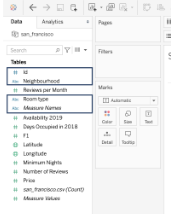 Data
Analytics
Pages
san_francisco
Search
Filters
Tables
Id
Neighbourhood
Reviews per Month
Marks
Room type
Automatic
Measure Names
Availability 2019
Color
Size
Text
Days Occupied in 2018
F1
Detail
Tooltip
Latitude
Longitude
Minimum Nights
Number of Reviews
Price
san_francisco.csv (Count)
Measure Values